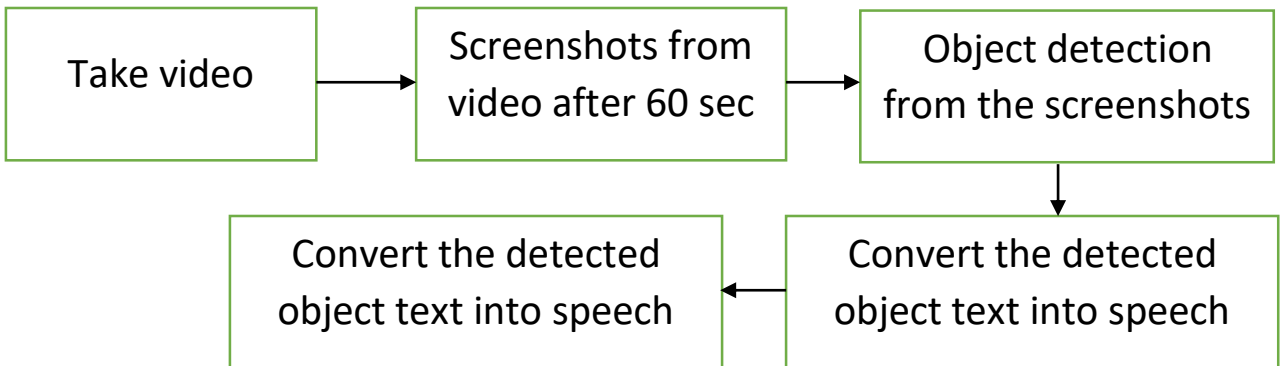 Take video
Screenshots from
video after 60 sec
Object detection
from the screenshots
Convert the detected
object text into speech
Convert the detected
object text into speech